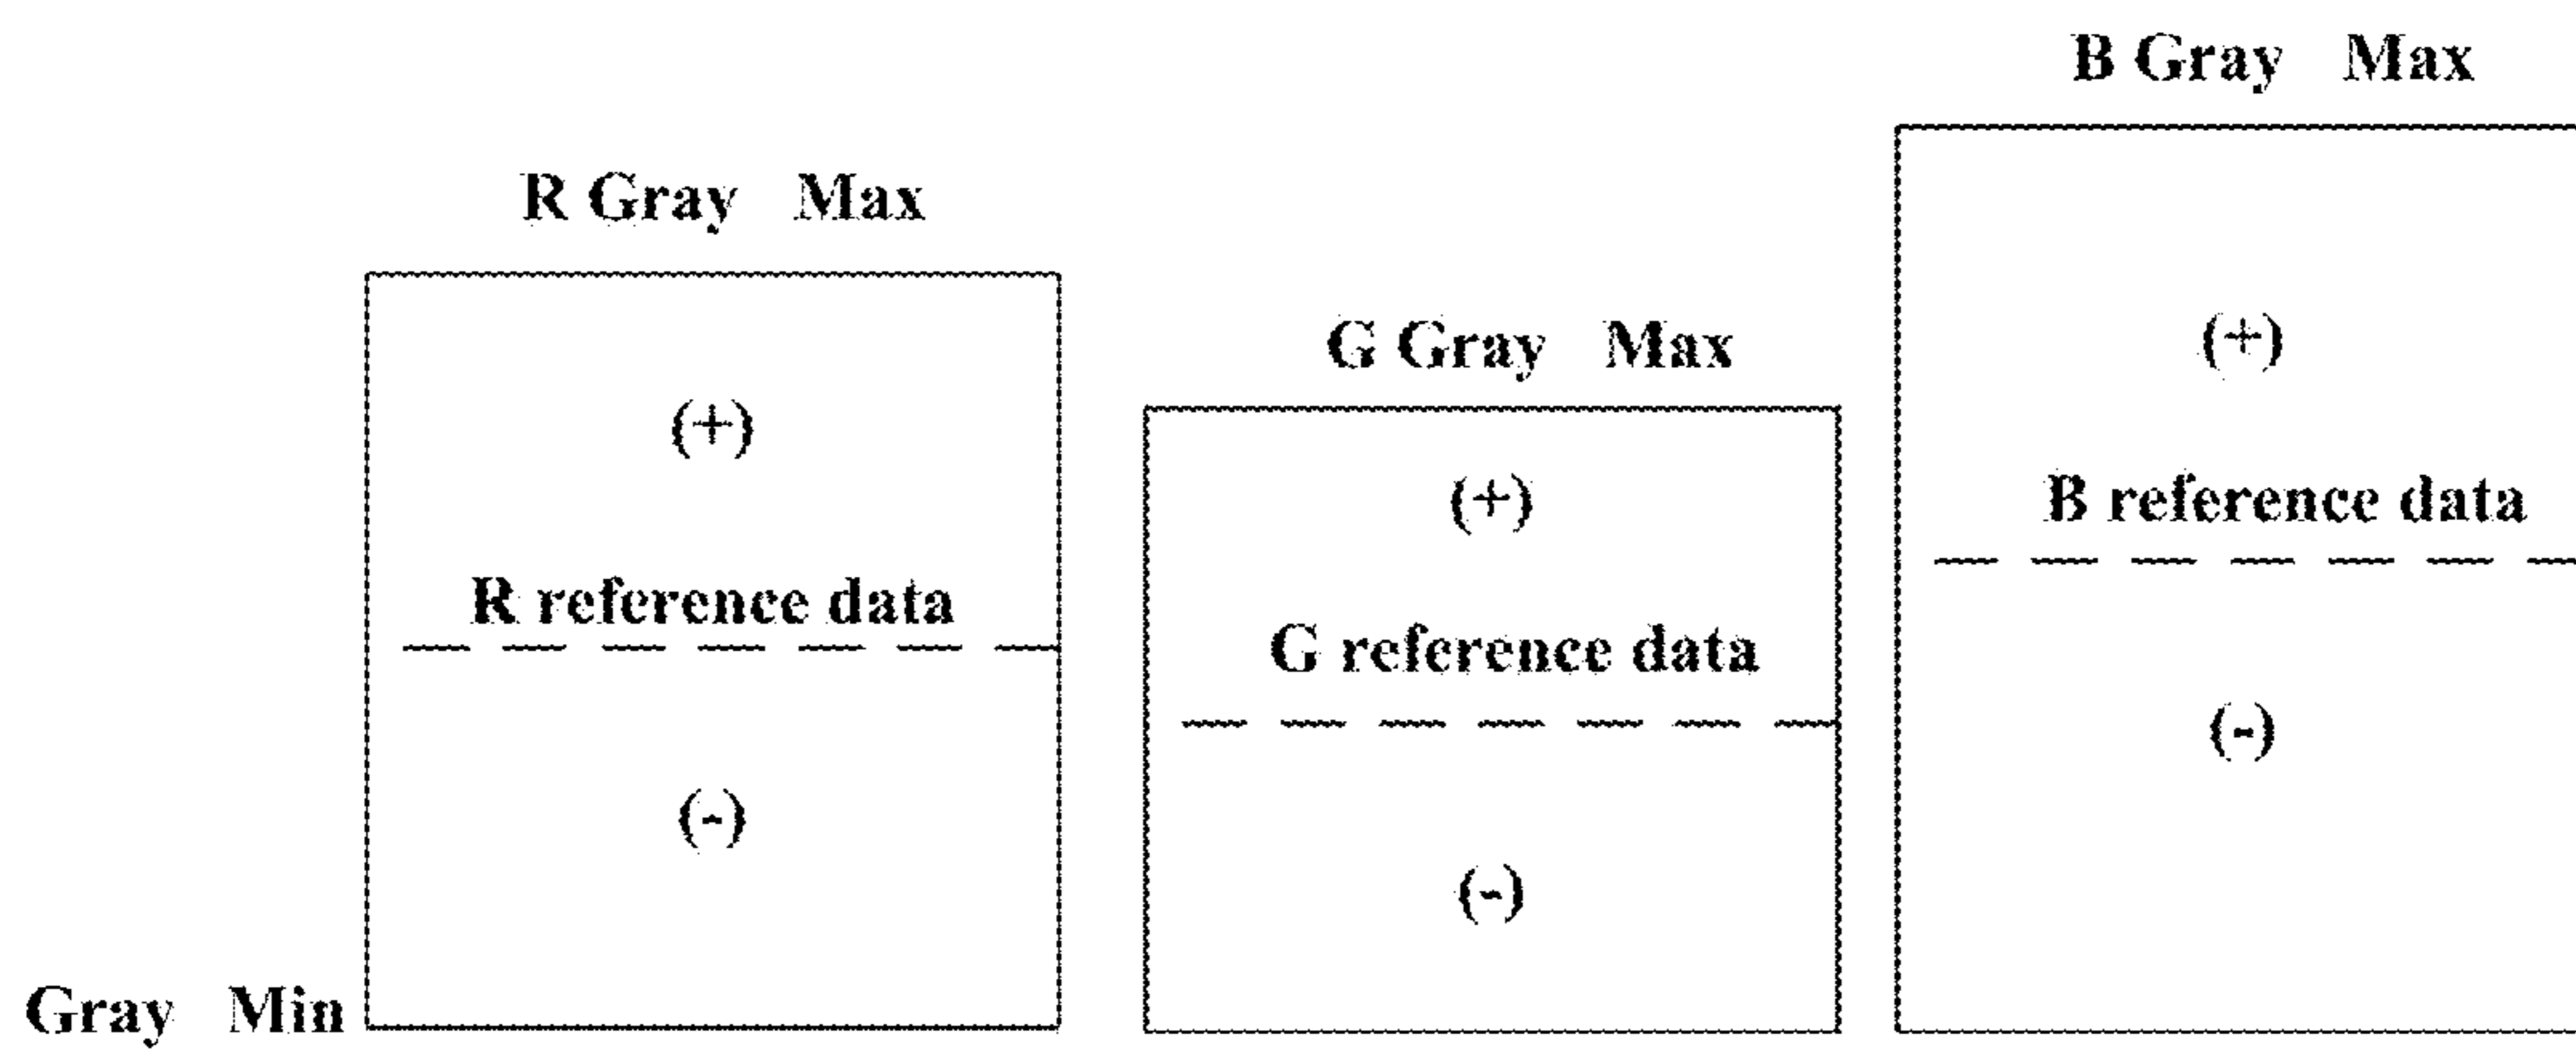 B Gray Max
R Gray Max
G Gray Max
(+)
(+)
(+)
B reference data
R reference data
G reference data
(-)
(-)
(-)
Gray Min